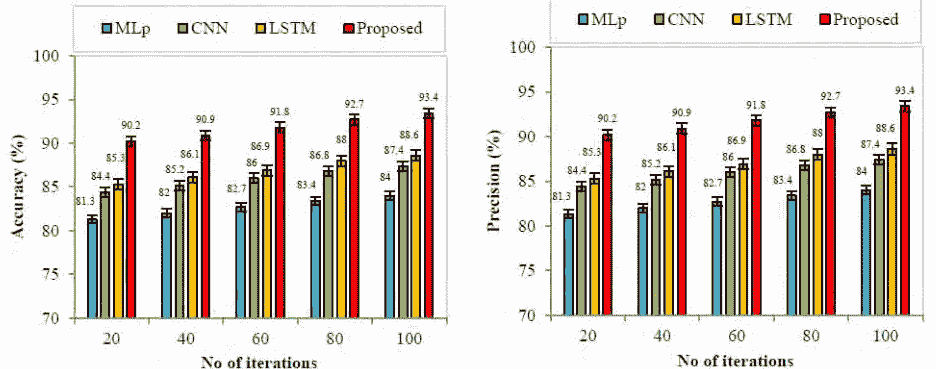 MLp CNN LSTM Proposed
100
95
90
85
80
75
70
Accuracy (%)
81.3 84.4 85.3 90.2
82 85.2 86.1 90.9
82.7 86 86.9 91.8
83.4 86.8 88 92.7
84 87.4 88.6 93.4
20 40 60 80 100
No of iterations
MLp CNN LSTM Proposed
100
95
90
85
80
75
70
Precision (%)
81.3 84.4 85.3 90.2
82 85.2 86.1 90.9
82.7 86 86.9 91.8
83.4 86.8 88 92.7
84 87.4 88.6 93.4
20 40 60 80 100
No of iterations